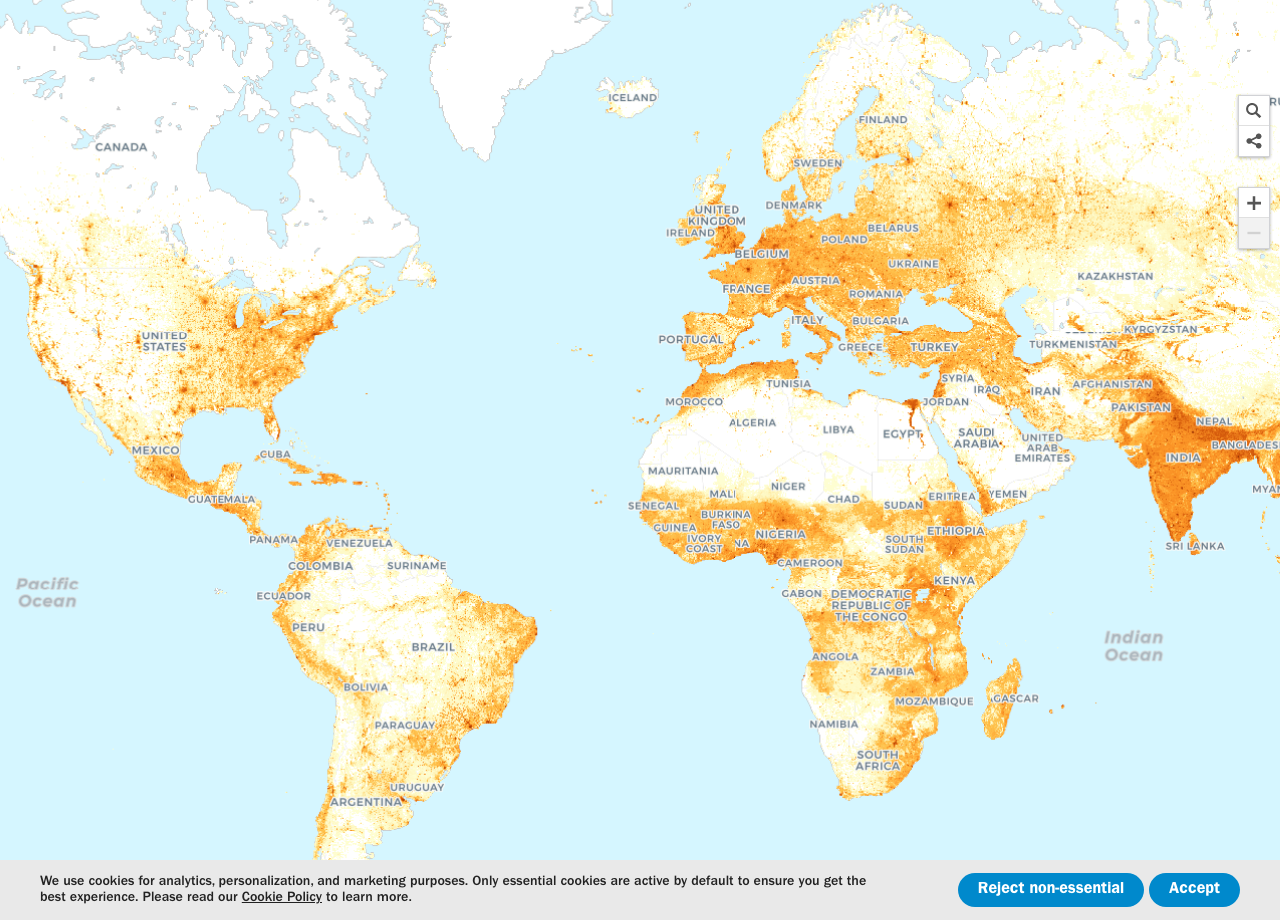 ICELAND
CANADA
FINLAND
SWEDEN
DENMARK
UNITED
KINGDOM
IRELAND
BELARUS
POLAND
BELGIUM
UKRAINE
KAZAKHSTAN
AUSTRIA
FRANCE
ROMANIA
ITALY
BULGARIA
KYRGYZSTAN
UNITED
STATES
PORTUGAL
GREECE
TURKEY
TURKMENISTAN
TUNISIA
SYRIA
IRAQ
IRAN
AFGHANISTAN
MOROCCO
JORDAN
PAKISTAN
ALGERIA
LIBYA
EGYPT
SAUDI
ARABIA
NEPAL
MEXICO
CUBA
UNITED
ARAB
EMIRATES
INDIA
BANGLADESH
MAURITANIA
NIGER
MYAN
GUATEMALA
MALI
CHAD
SUDAN
ERITREA
YEMEN
SENEGAL
BURKINA
FASO
GUINEA
IVORY
COAST
NA
NIGERIA
ETHIOPIA
PANAMA
VENEZUELA
SOUTH
SUDAN
SRI LANKA
COLOMBIA
SURINAME
CAMEROON
KENYA
Pacific
Ocean
ECUADOR
GABON
DEMOCRATIC
REPUBLIC OF
THE CONGO
PERU
BRAZIL
Indian
Ocean
ANGOLA
ZAMBIA
BOLIVIA
MOZAMBIQUE
GASCAR
PARAGUAY
NAMIBIA
SOUTH
AFRICA
URUGUAY
ARGENTINA
We use cookies for analytics, personalization, and marketing purposes. Only essential cookies are active by default to ensure you get the
best experience. Please read our Cookie Policy to learn more.
Reject non-essential
Accept